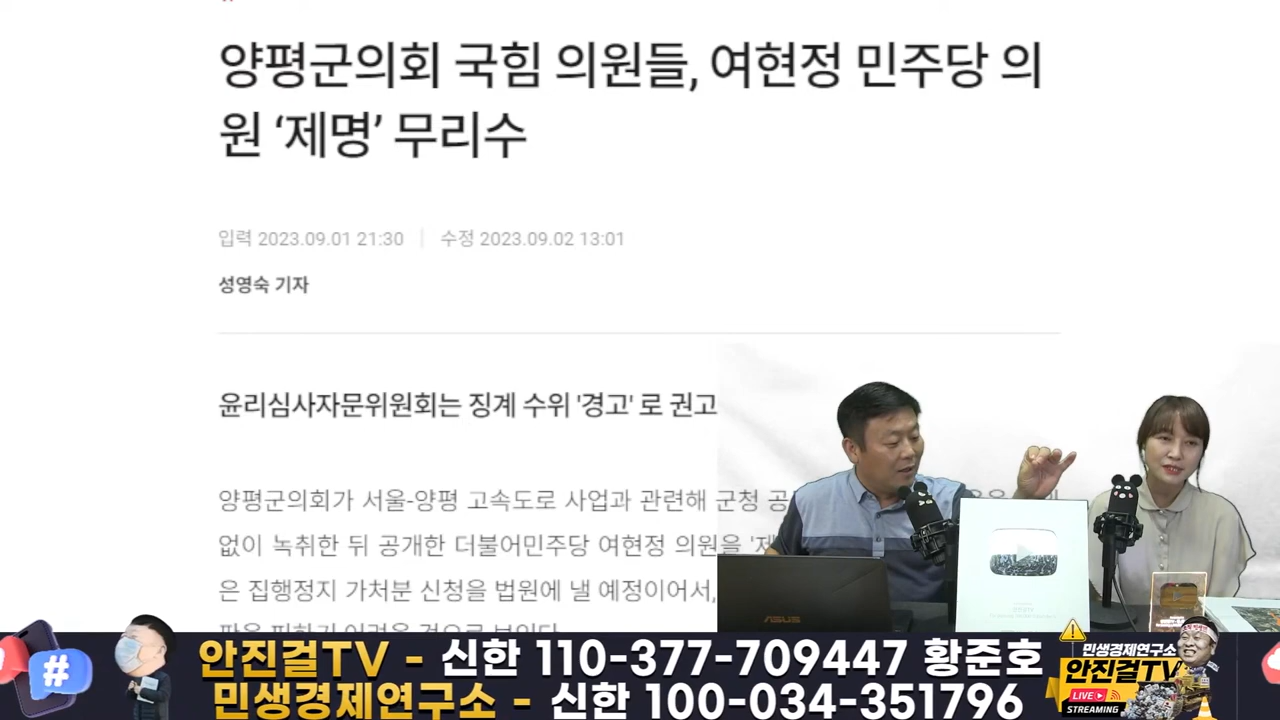 양평군의회 국힘 의원들, 여현정 민주당 의
원 ‘제명’ 무리수
입력 2023.09.01 21:30 | 수정 2023.09.02 13:01
성영숙 기자
윤리심사자문위원회는 징계 수위 '경고' 로 권고
양평군의회가 서울-양평 고속도로 사업과 관련해 군청 공
없이 녹취한 뒤 공개한 더불어민주당 여현정 의원을 '제
은 집행정지 가처분 신청을 법원에 낼 예정이어서,
ASUS
#
안진걸TV - 신한 110-377-709447 황준호
민생경제연구소 - 신한 100-034-351796
민생경제연구소
안진걸TV
LIVE
STREAMING